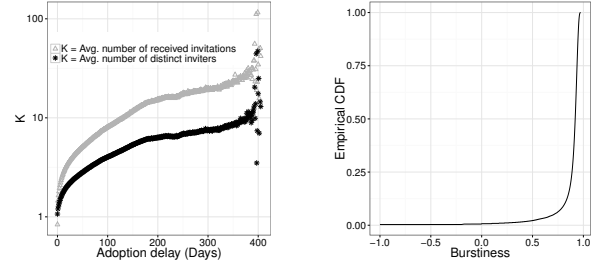 100
10
1
K
K = Avg. number of received invitations
K = Avg. number of distinct inviters
0 100 200 300 400
Adoption delay (Days)
1.00
0.75
0.50
0.25
0.00
Empirical CDF
−1.0 −0.5 0.0 0.5 1.0
Burstiness